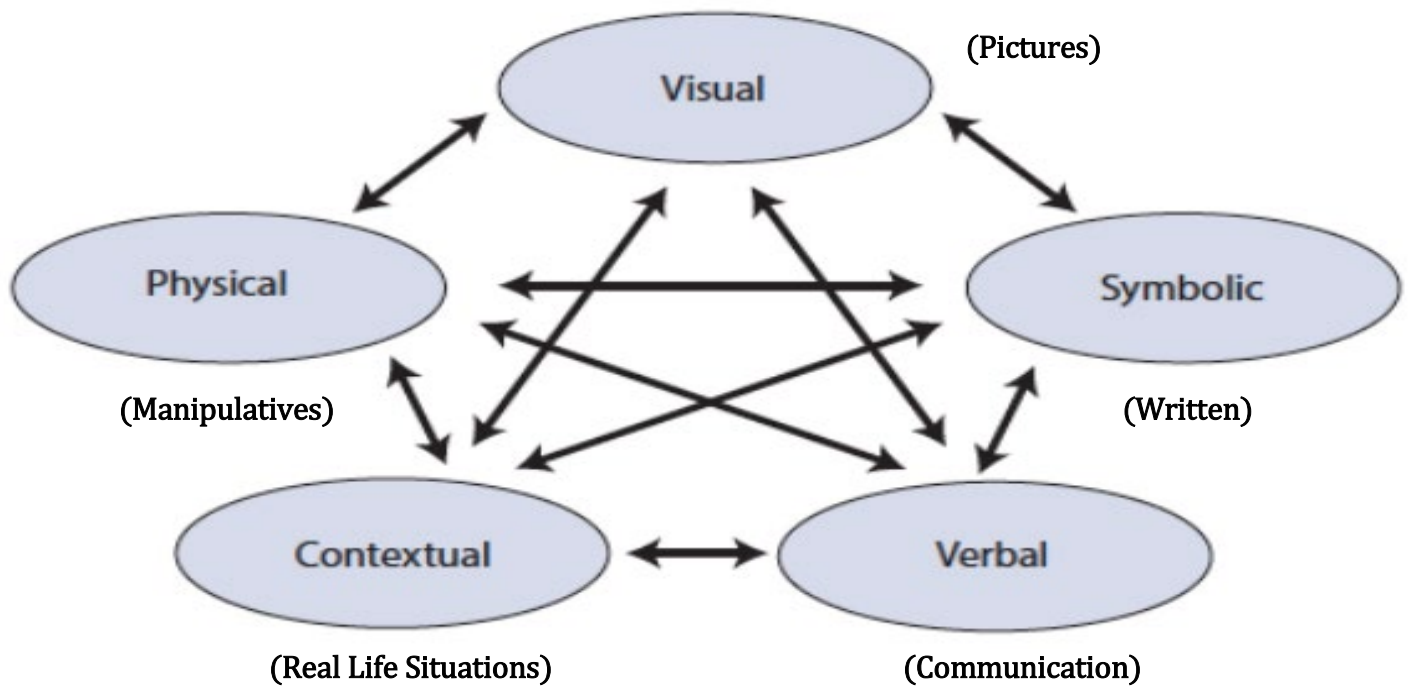 Visual
(Pictures)
Physical
Symbolic
(Manipulatives)
(Written)
Contextual
Verbal
(Real Life Situations)
(Communication)